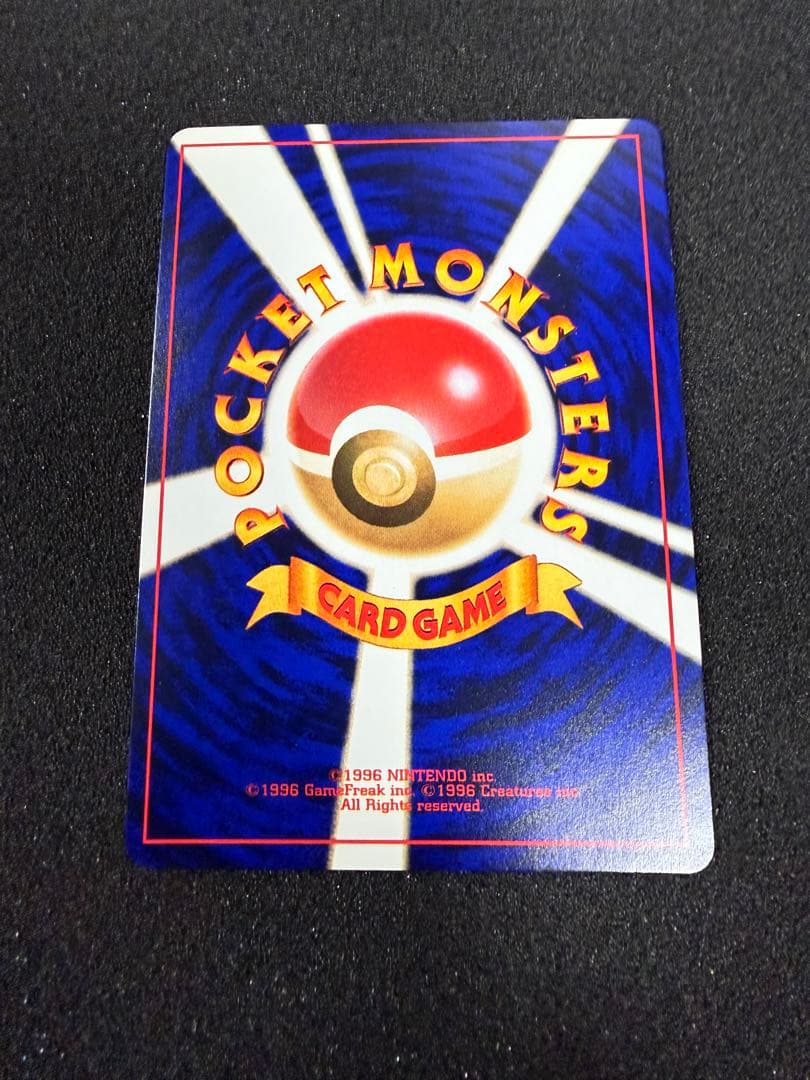 POCKET MONSTERS
CARD GAME
©1996 NINTENDO inc.
©1996 GameFreak inc. ©1996 Creatures inc.
All Rights reserved.